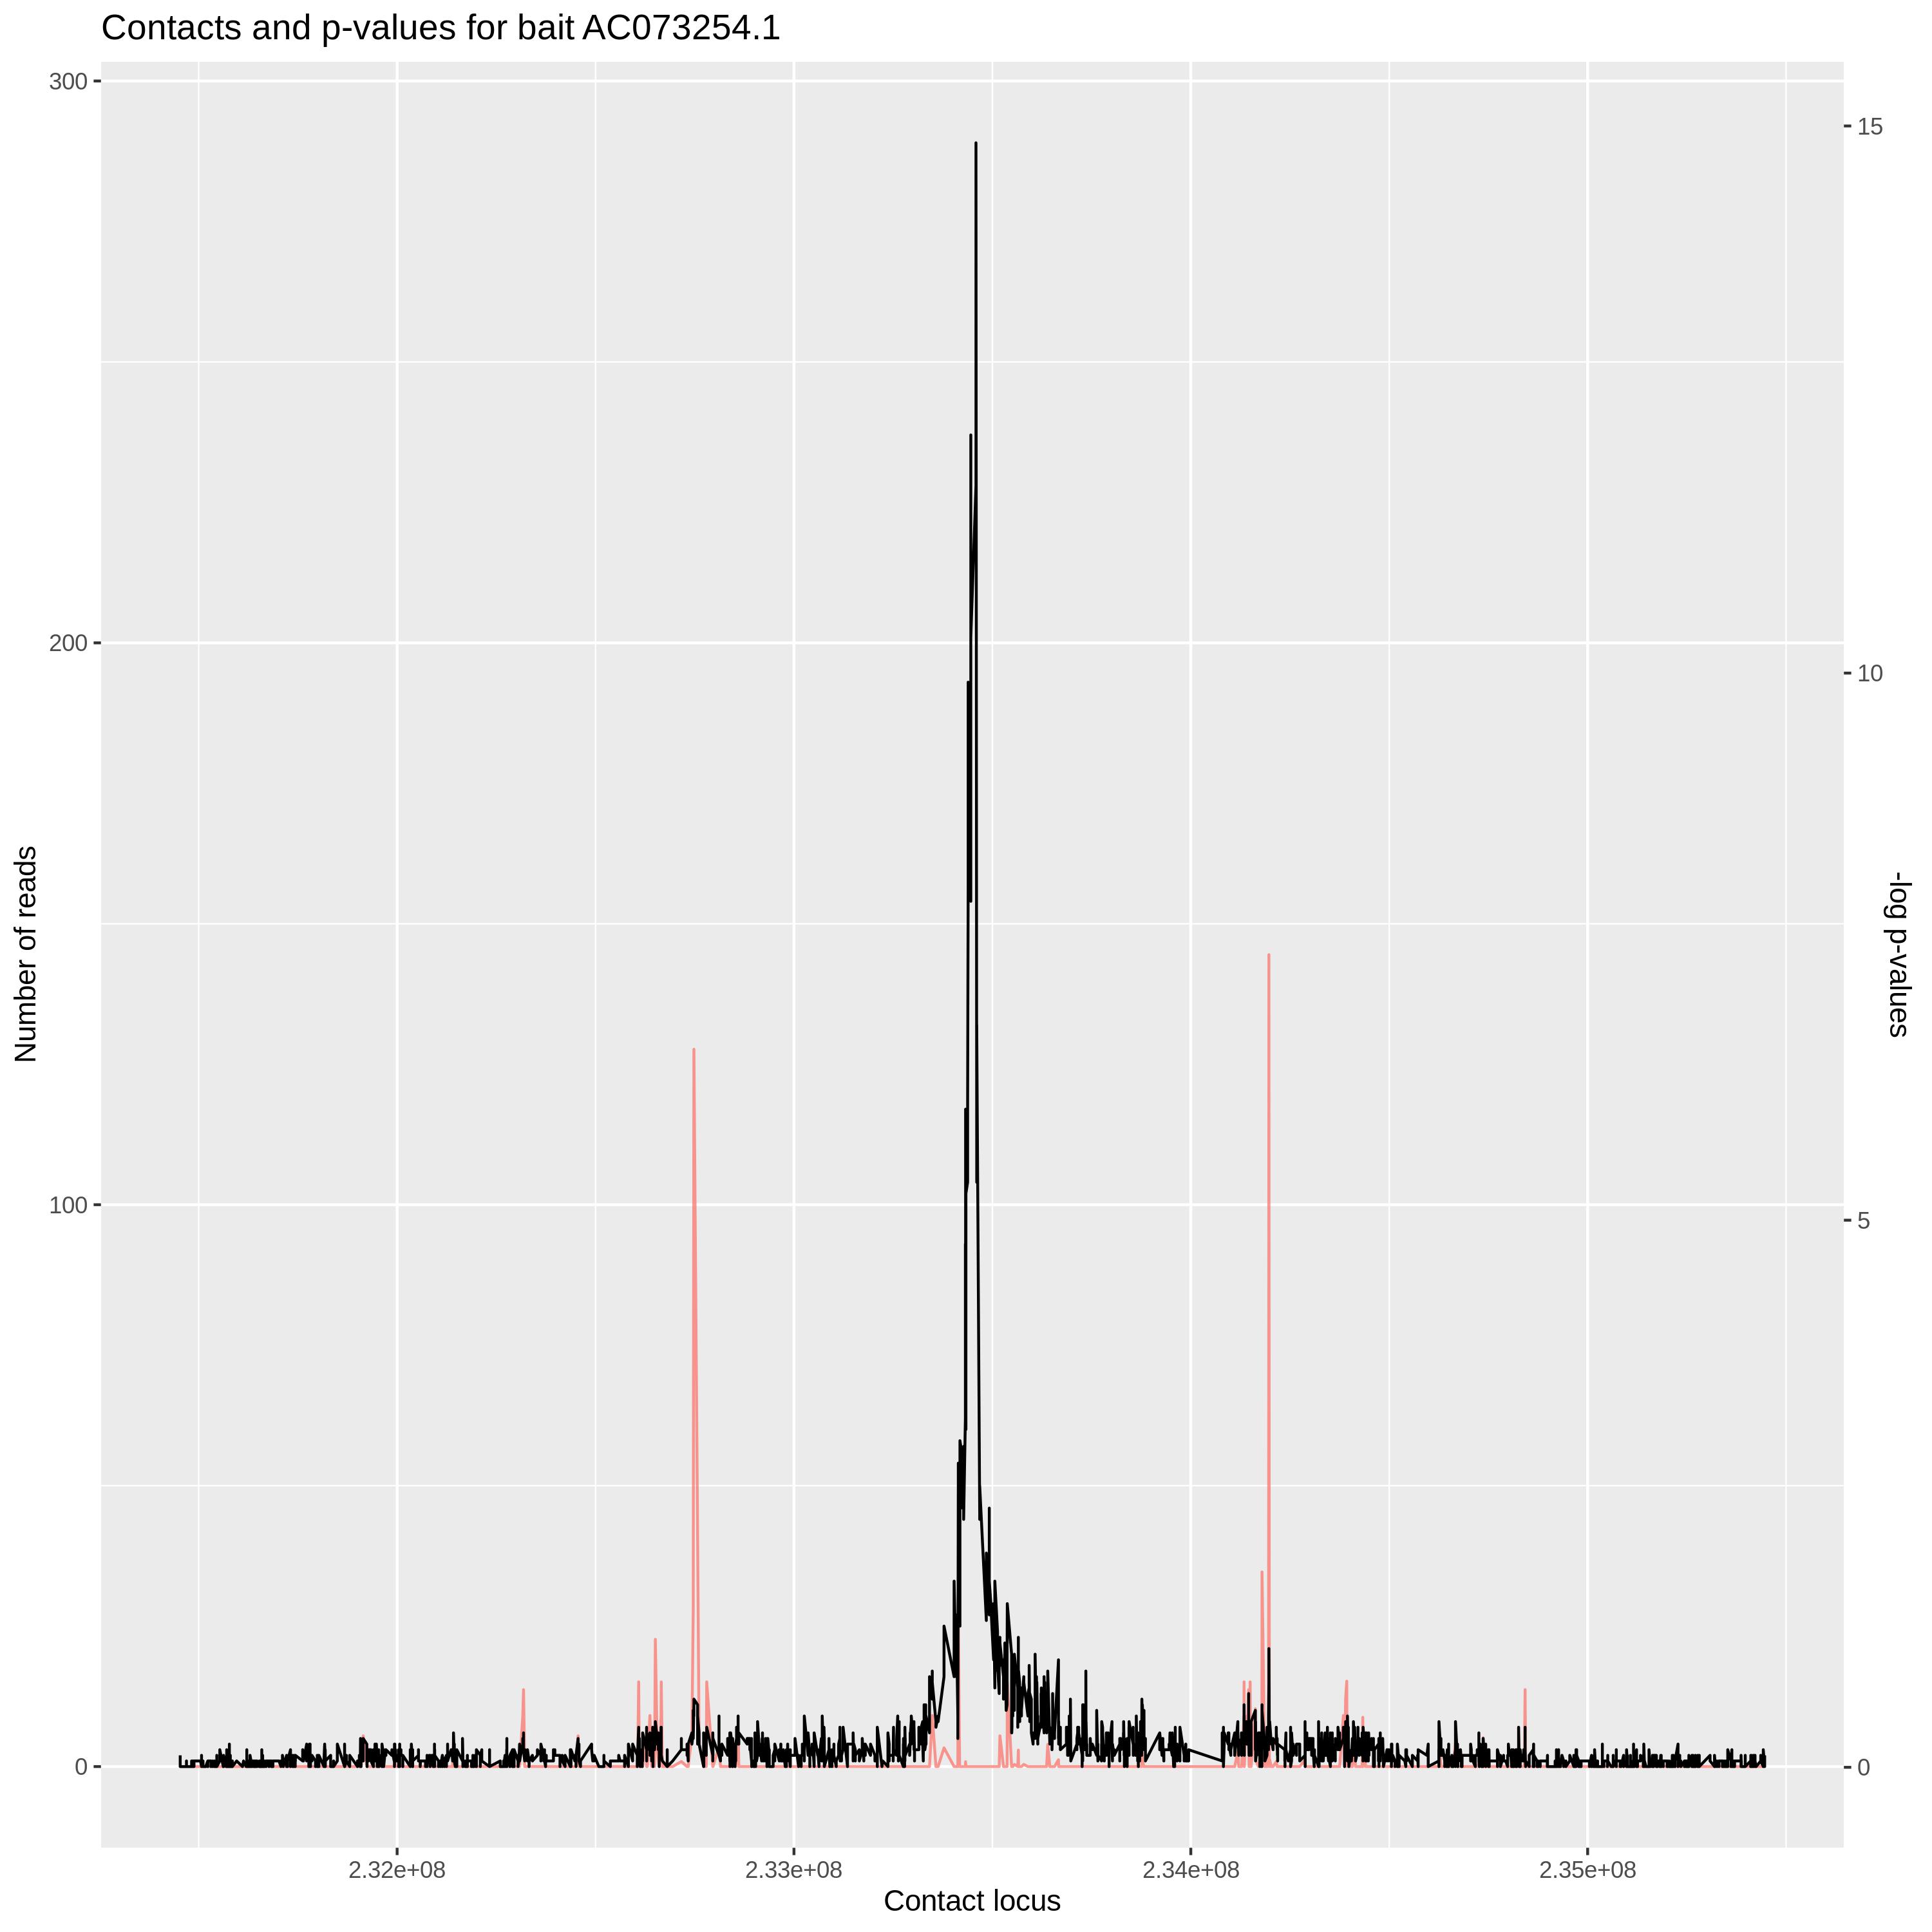 Contacts and p-values for bait AC073254.1
300
200
100
0
Number of reads
15
10
5
0
-log p-values
2.32e+08
2.33e+08
2.34e+08
2.35e+08
Contact locus